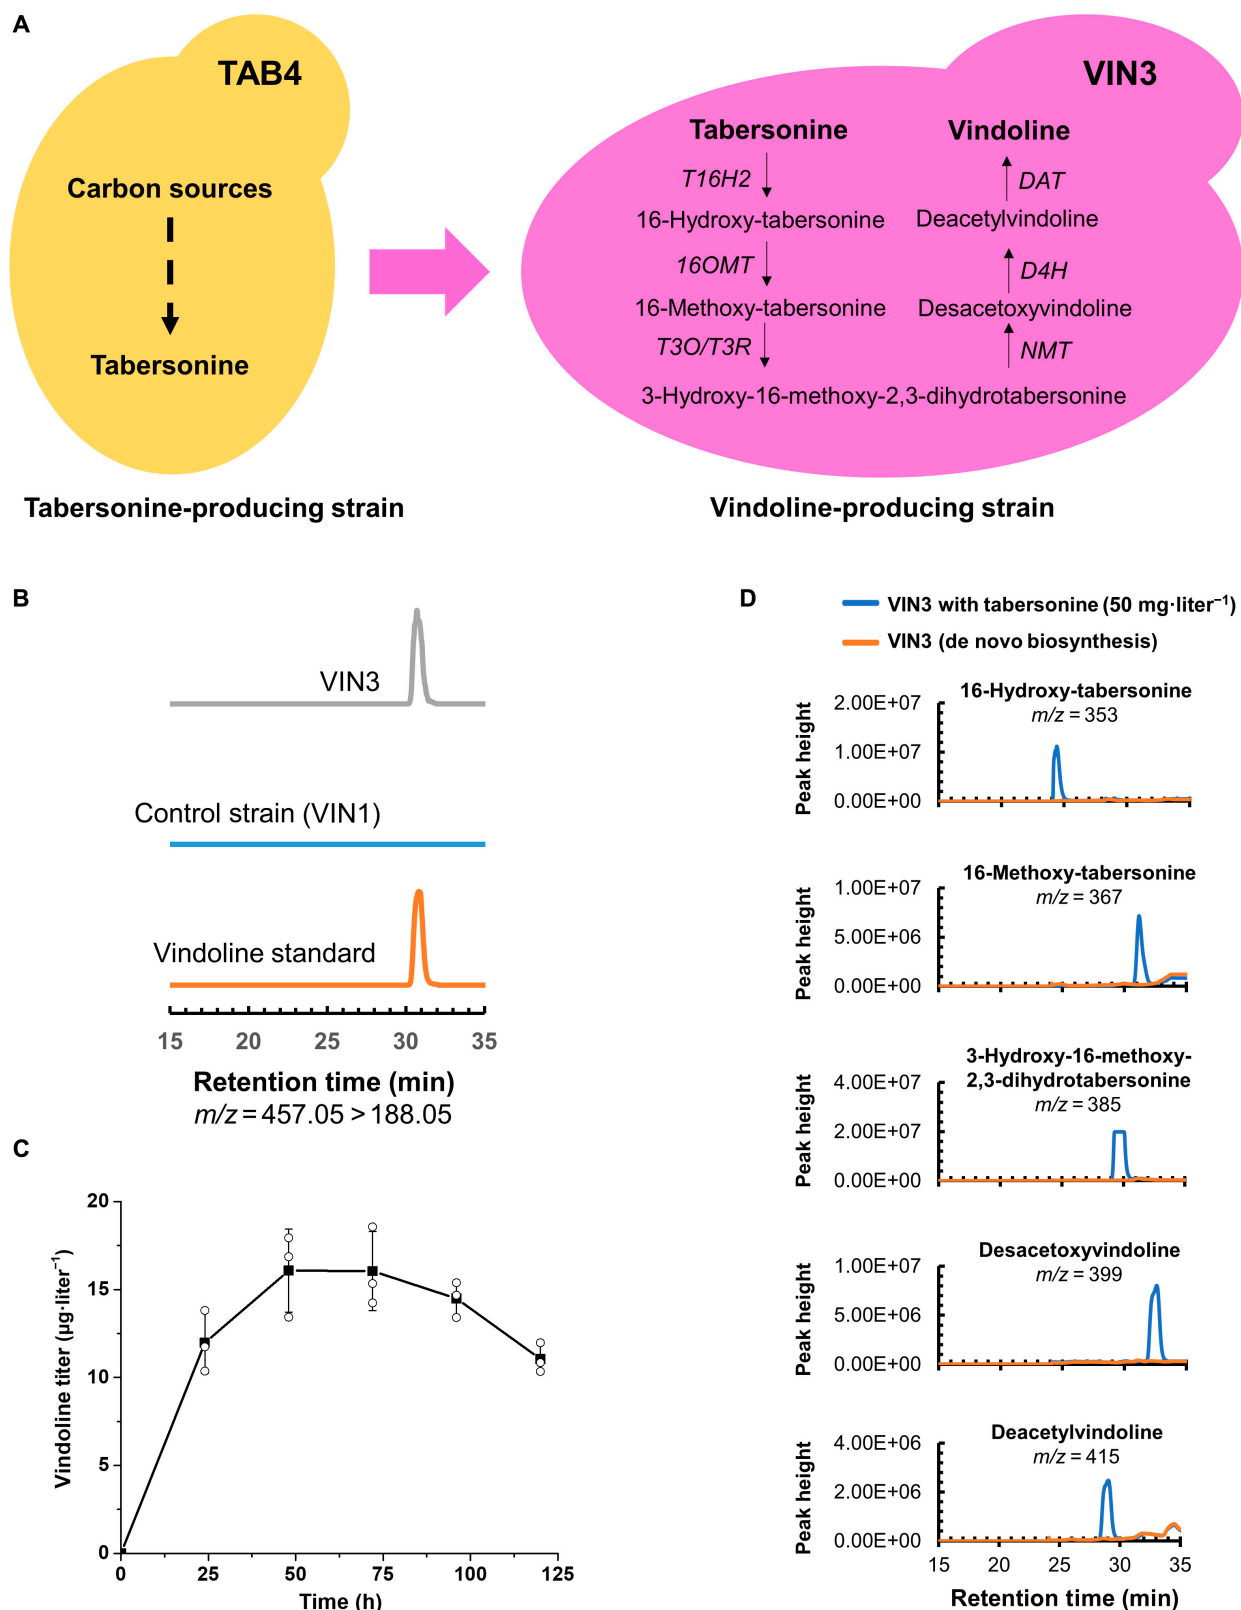 A
TAB4
Carbon sources
Tabersonine
Tabersonine-producing strain
VIN3
Tabersonine
T16H2
16-Hydroxy-tabersonine
16OMT
16-Methoxy-tabersonine
T3O/T3R
3-Hydroxy-16-methoxy-2,3-dihydrotabersonine
NMT
Desacetoxyvindoline
D4H
Deacetylvindoline
DAT
Vindoline
Vindoline-producing strain
B
VIN3
Control strain (VIN1)
Vindoline standard
15 20 25 30 35
Retention time (min)
m/z = 457.05 > 188.05
C
Vindoline titer (µg·liter⁻¹)
20
15
10
5
0
0 25 50 75 100 125
Time (h)
D
VIN3 with tabersonine (50 mg·liter⁻¹)
VIN3 (de novo biosynthesis)
16-Hydroxy-tabersonine
m/z = 353
Peak height
2.00E+07
1.00E+07
0.00E+00
16-Methoxy-tabersonine
m/z = 367
Peak height
1.00E+07
5.00E+06
0.00E+00
3-Hydroxy-16-methoxy-
2,3-dihydrotabersonine
m/z = 385
Peak height
4.00E+07
2.00E+07
0.00E+00
Desacetoxyvindoline
m/z = 399
Peak height
1.00E+07
5.00E+06
0.00E+00
Deacetylvindoline
m/z = 415
Peak height
4.00E+06
2.00E+06
0.00E+00
15 20 25 30 35
Retention time (min)